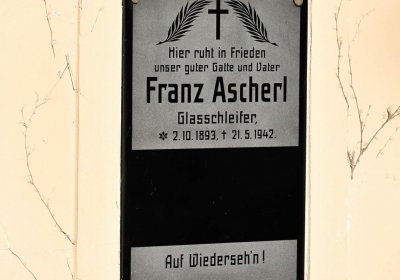 Hier ruht in Frieden
unser guter Gatte und Vater
Franz Ascherl
Glasschleifer,
✲ 2.10.1893, † 21.5.1942.
Auf Wiederseh'n!